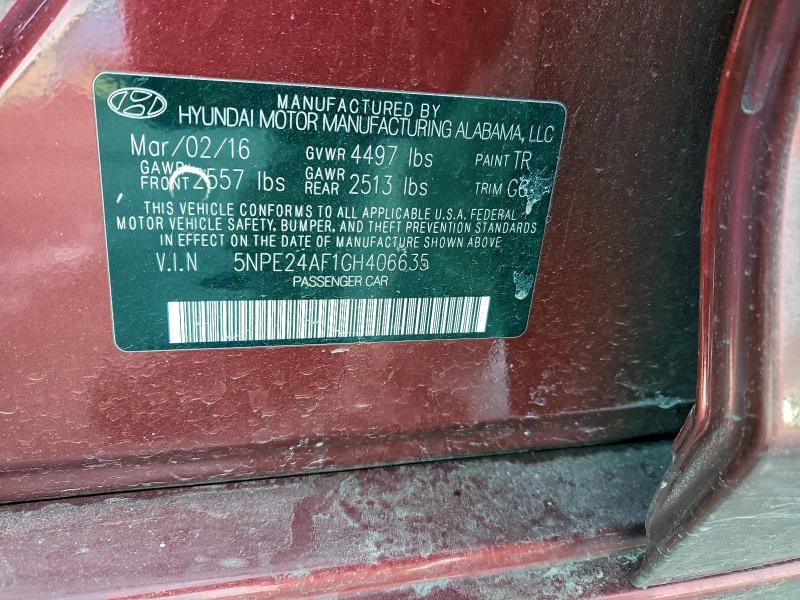 MANUFACTURED BY
HYUNDAI MOTOR MANUFACTURING ALABAMA, LLC
Mar/02/16 GVWR 4497 lbs PAINT TR
GAWR FRONT 2557 lbs GAWR REAR 2513 lbs TRIM G6
THIS VEHICLE CONFORMS TO ALL APPLICABLE U.S.A. FEDERAL
MOTOR VEHICLE SAFETY, BUMPER, AND THEFT PREVENTION STANDARDS
IN EFFECT ON THE DATE OF MANUFACTURE SHOWN ABOVE
V.I.N 5NPE24AF1GH406635
PASSENGER CAR